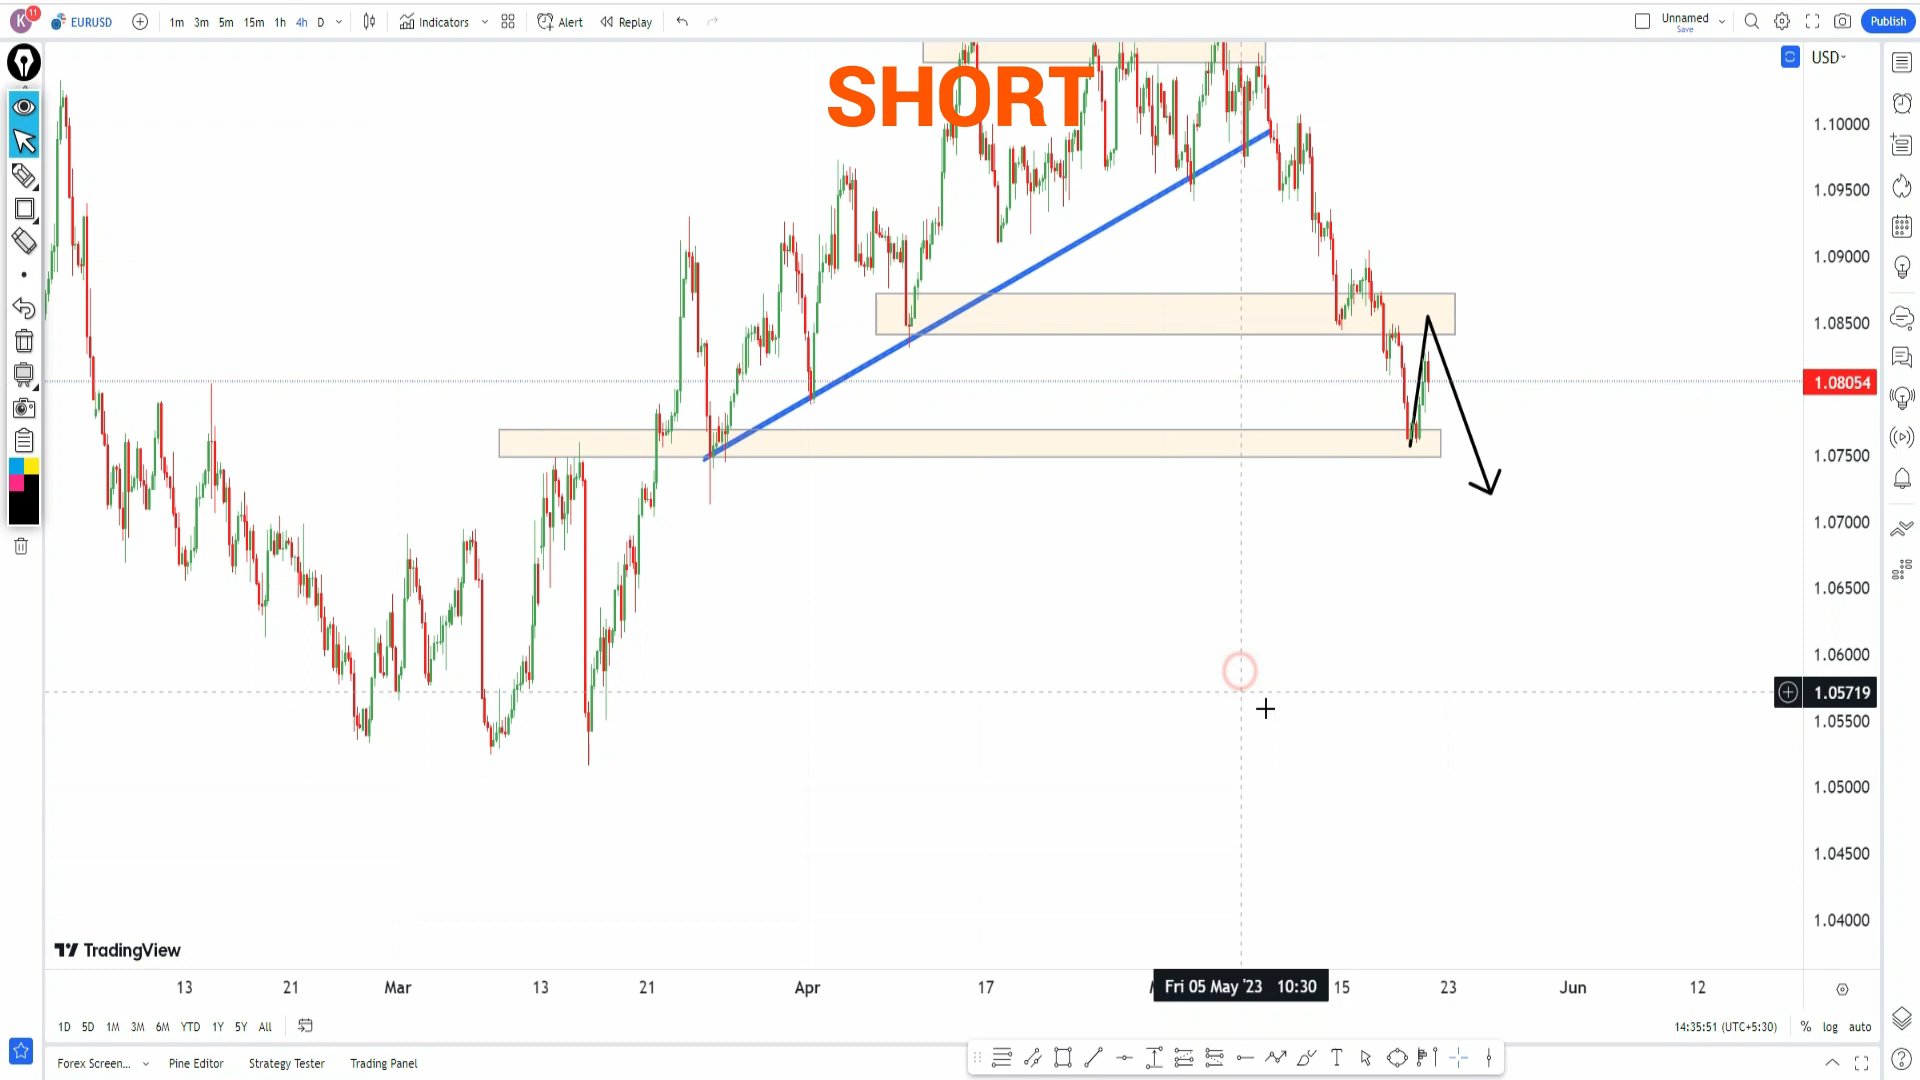 K 11 EURUSD 1m 3m 5m 15m 1h 4h D Indicators Alert Replay Unnamed Save Publish
SHORT
USD
1.10000
1.09500
1.09000
1.08500
1.08054
1.07500
1.07000
1.06500
1.06000
1.05719
1.05500
1.05000
1.04500
1.04000
TradingView
13 21 Mar 13 21 Apr 17 Fri 05 May '23 10:30 15 23 Jun 12
1D 5D 1M 3M 6M YTD 1Y 5Y All 14:35:51 (UTC+5:30) % log auto
Forex Screen... Pine Editor Strategy Tester Trading Panel